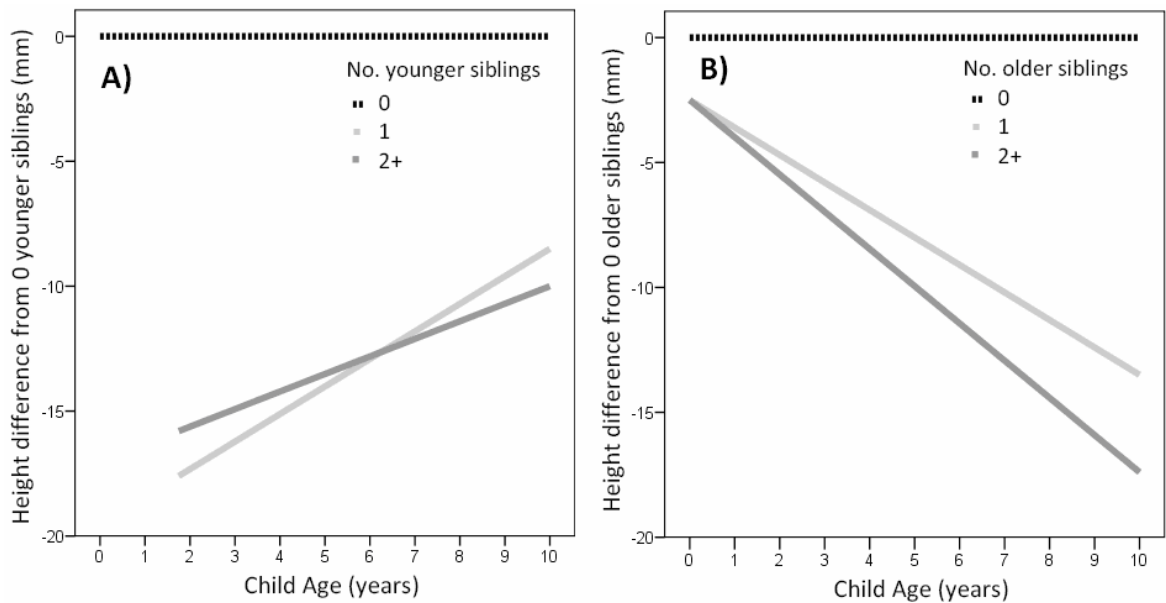 Height difference from 0 younger siblings (mm)
0
-5
-10
-15
-20
A)
No. younger siblings
0
1
2+
0 1 2 3 4 5 6 7 8 9 10
Child Age (years)
Height difference from 0 older siblings (mm)
0
-5
-10
-15
-20
B)
No. older siblings
0
1
2+
0 1 2 3 4 5 6 7 8 9 10
Child Age (years)